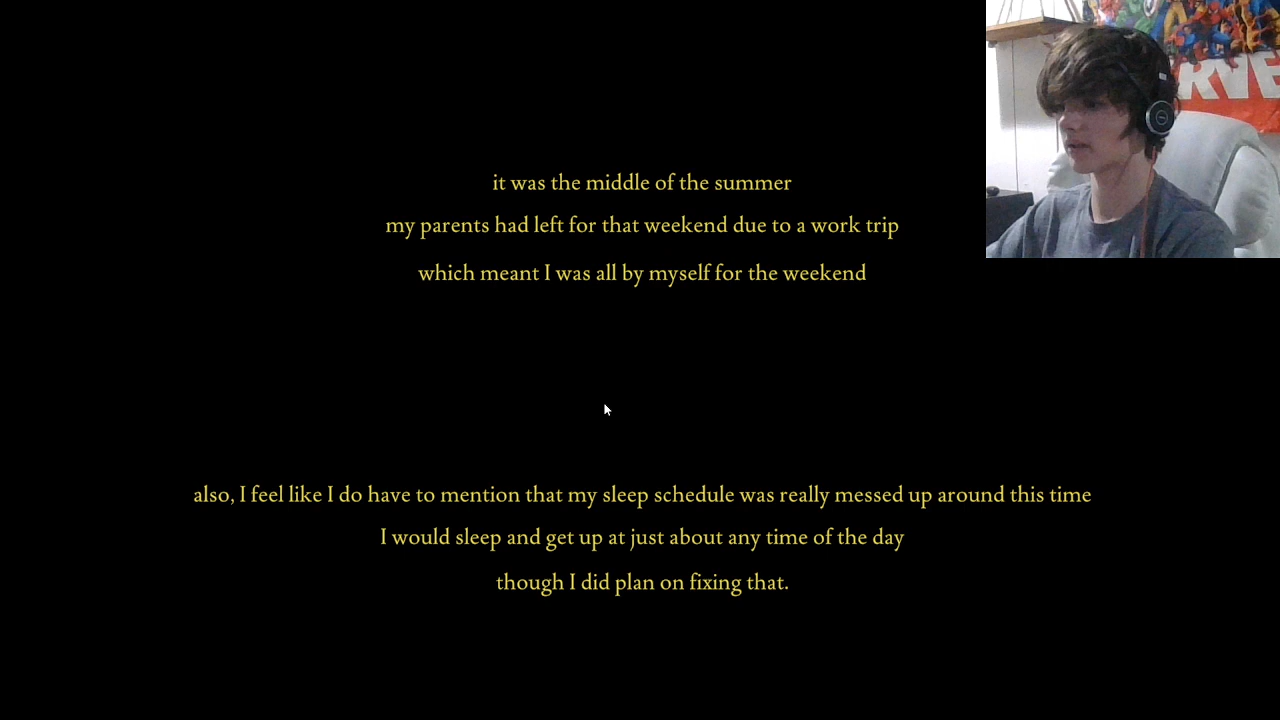 it was the middle of the summer
my parents had left for that weekend due to a work trip
which meant I was all by myself for the weekend
also, I feel like I do have to mention that my sleep schedule was really messed up around this time
I would sleep and get up at just about any time of the day
though I did plan on fixing that.
RVE